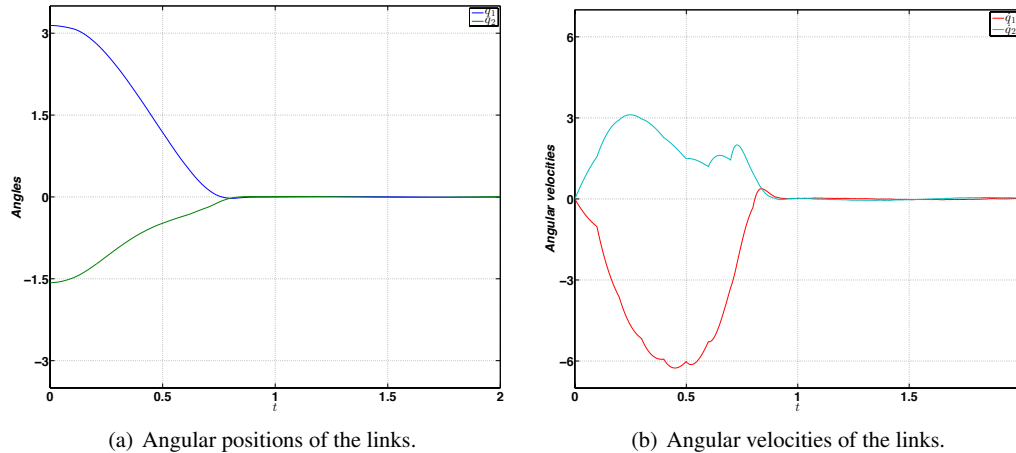 q₁
q₂
3
1.5
0
−1.5
−3
Angles
0 0.5 1 1.5 2
t
(a) Angular positions of the links.
q̇₁
q̇₂
6
3
0
−3
−6
Angular velocities
0 0.5 1 1.5
t
(b) Angular velocities of the links.